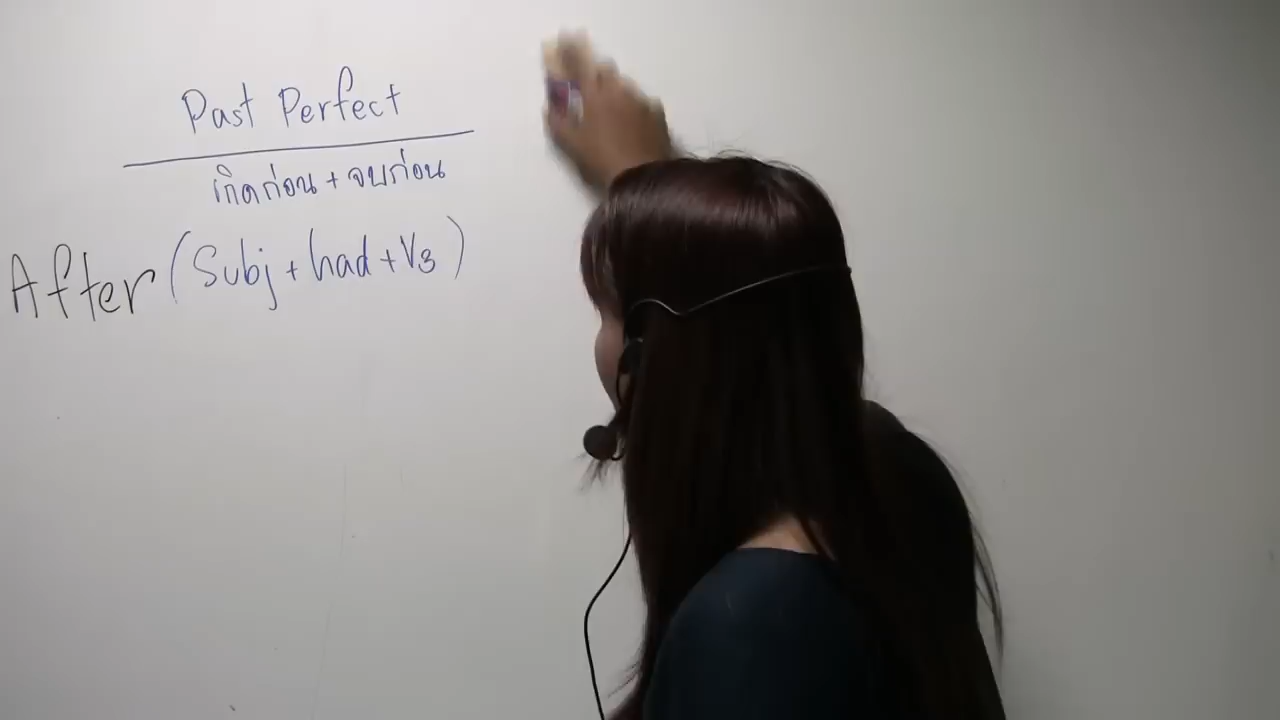 Past Perfect
เกิดก่อน + จบก่อน
After (Subj + had + V3)